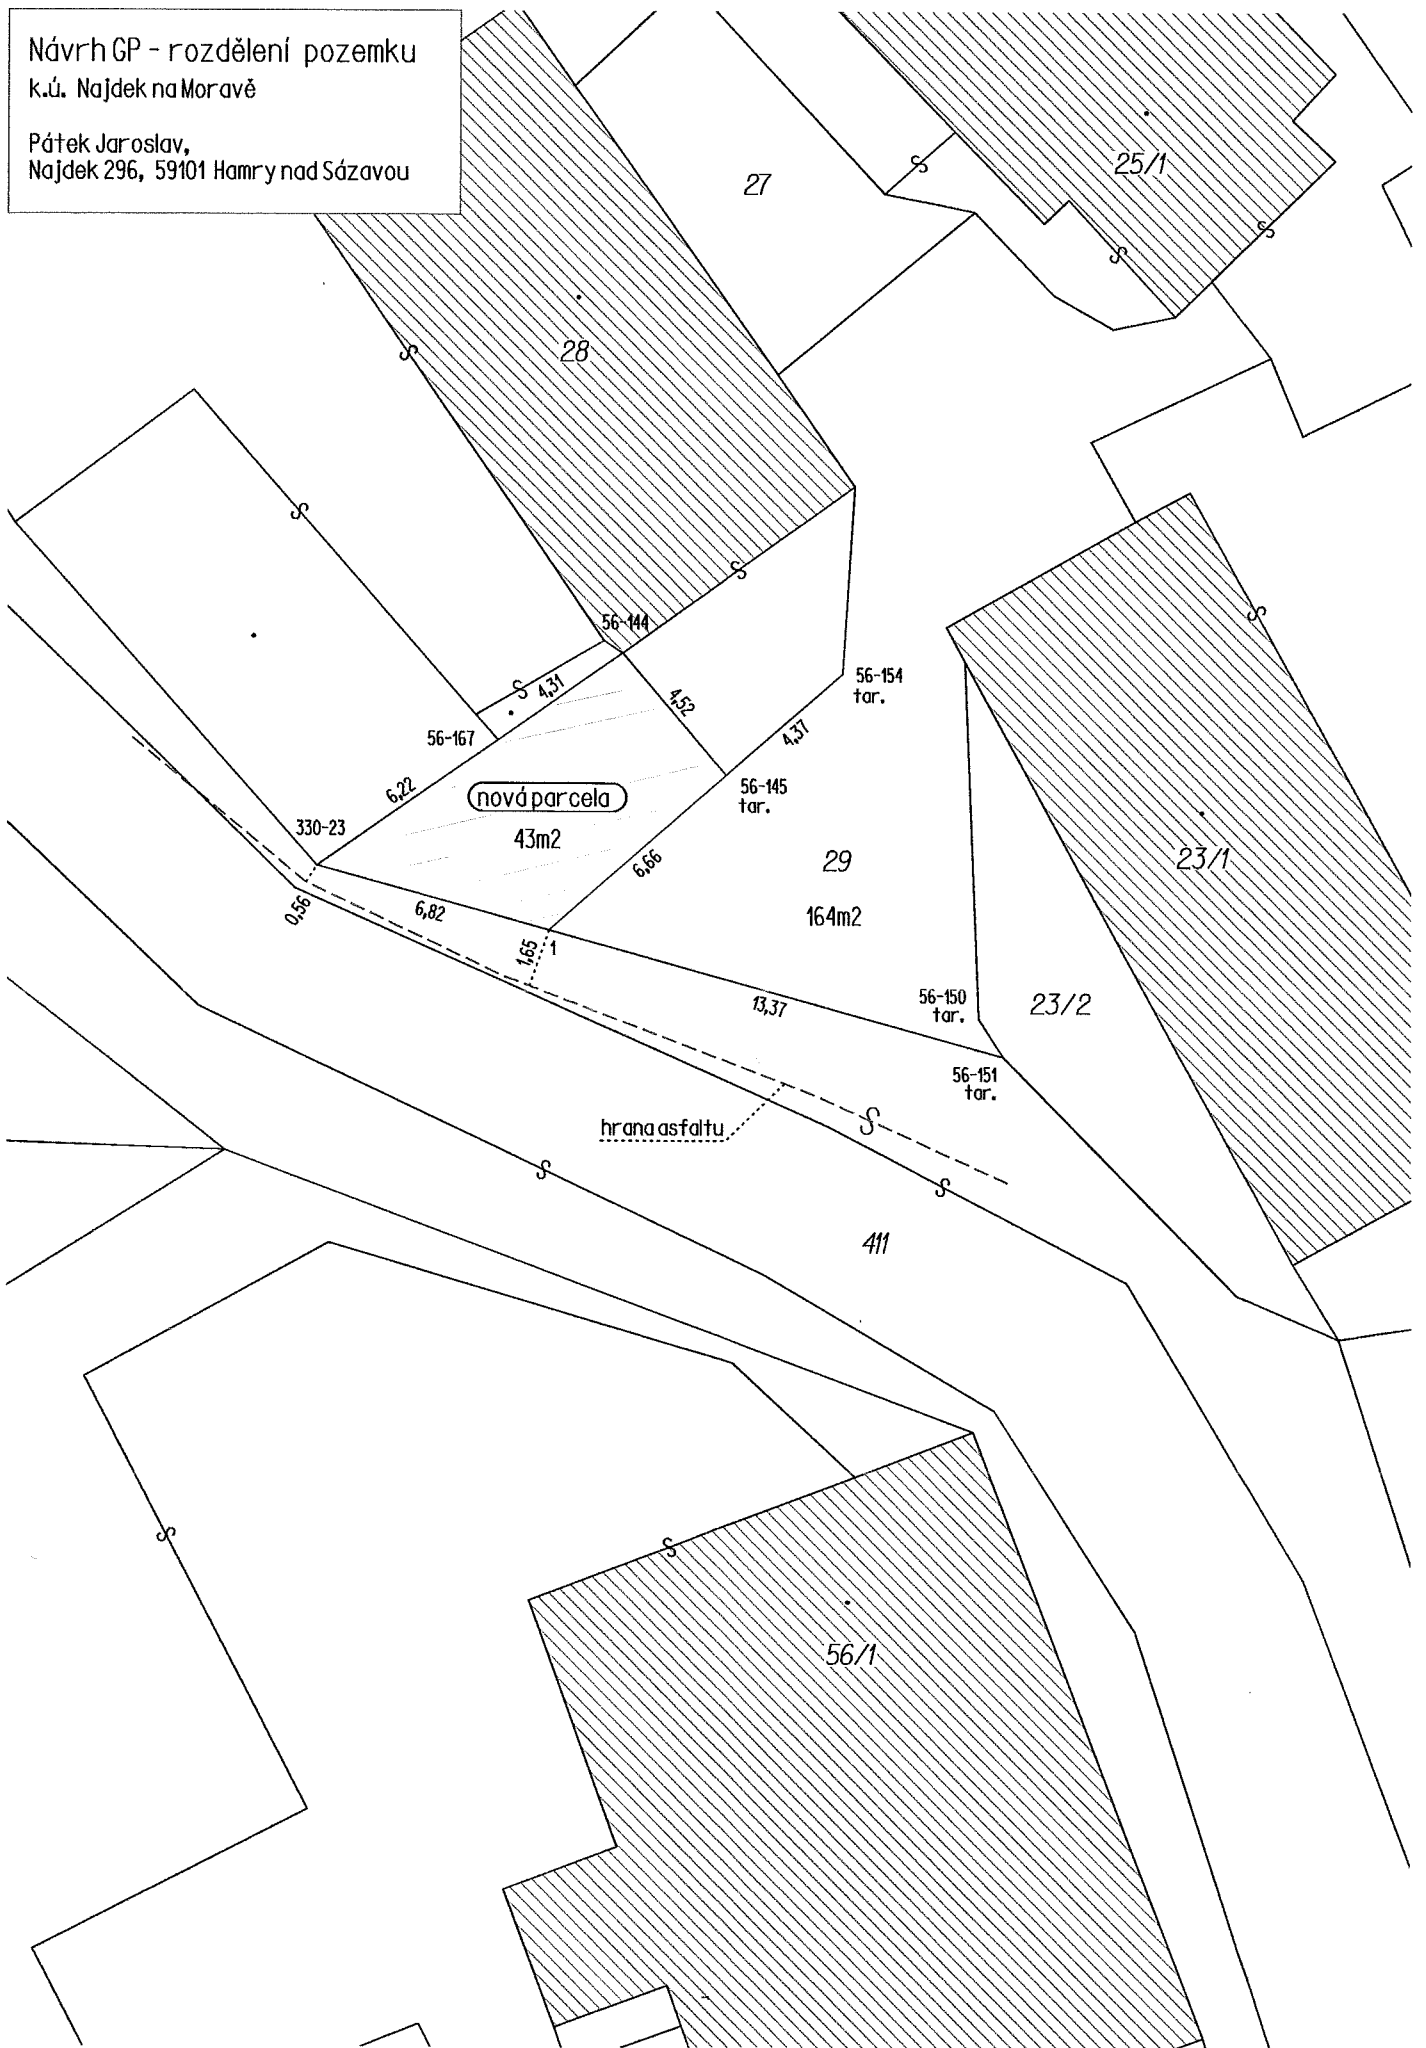 Návrh GP - rozdělení pozemku
k.ú. Najdek na Moravě
Pátek Jaroslav,
Najdek 296, 59101 Hamry nad Sázavou
27
25/1
28
56-144
4,31
4,52
56-154
tar.
56-167
4,37
6,22
nová parcela
56-145
tar.
330-23
43m2
6,66
29
23/1
0,56
6,82
164m2
1,65
1
13,37
56-150
tar.
23/2
56-151
tar.
hrana asfaltu
411
56/1